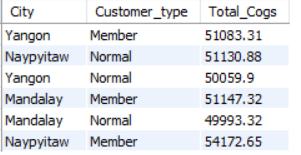 City Customer_type Total_Cogs
Yangon Member 51083.31
Naypyitaw Normal 51130.88
Yangon Normal 50059.9
Mandalay Member 51147.32
Mandalay Normal 49993.32
Naypyitaw Member 54172.65